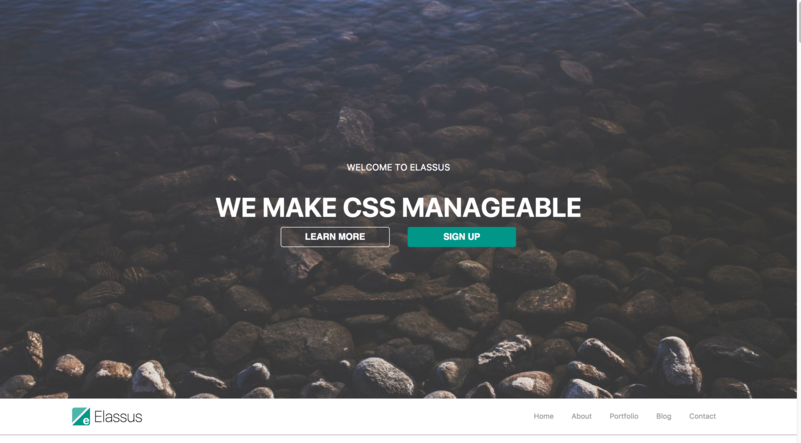 WELCOME TO ELASSUS
WE MAKE CSS MANAGEABLE
LEARN MORE SIGN UP
e Elassus Home About Portfolio Blog Contact